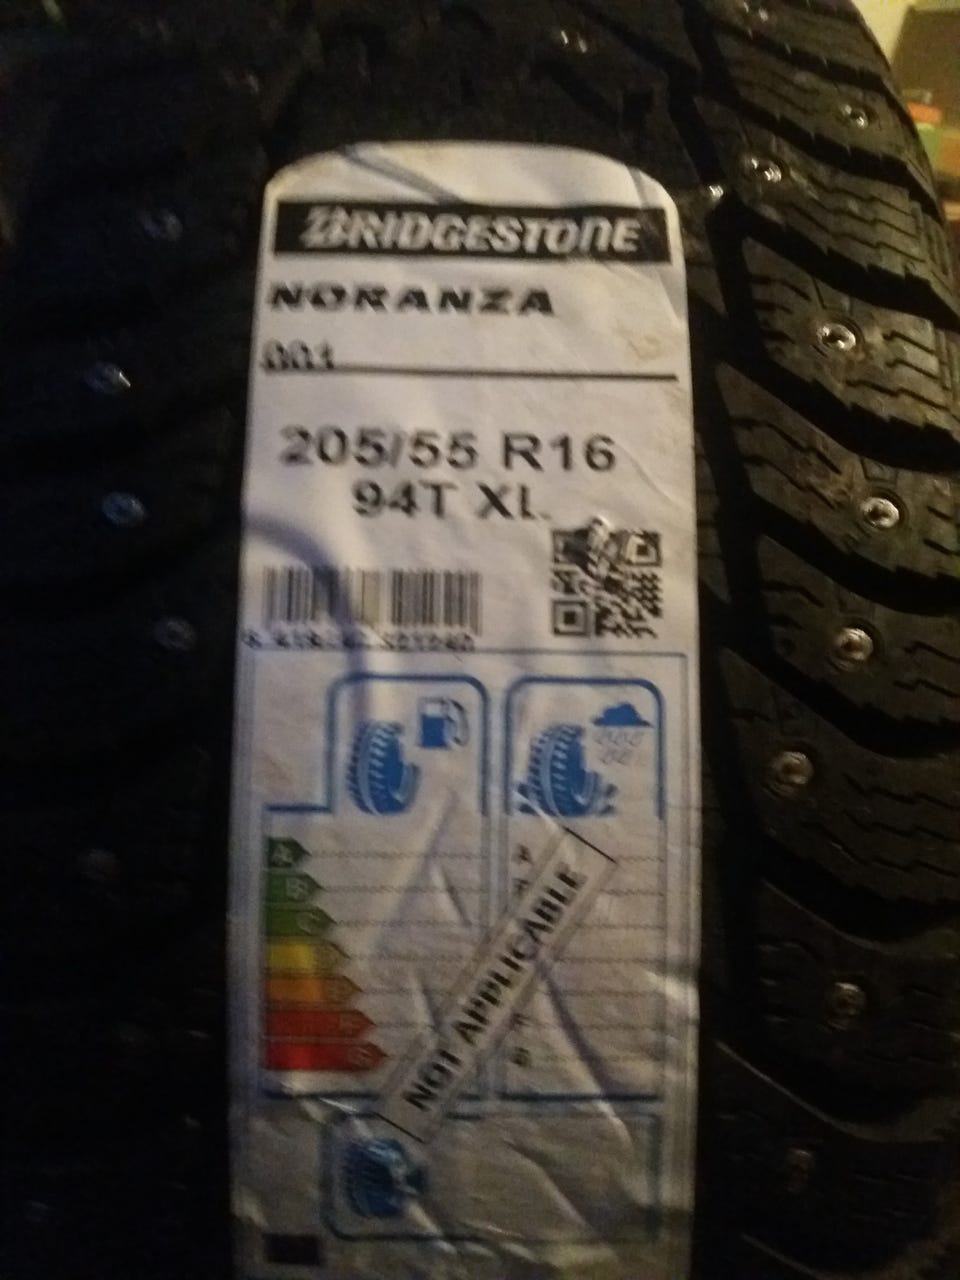 BRIDGESTONE
NORANZA
001
205/55 R16
94T XL
A
B
C
A
NOT APPLICABLE